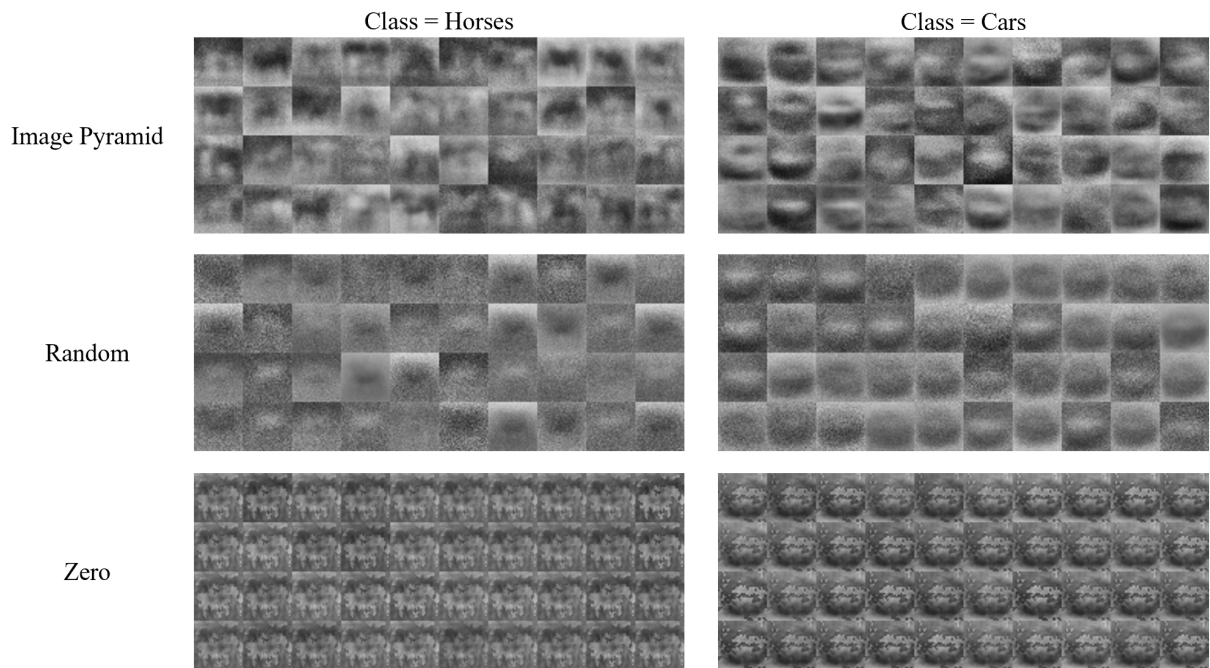 Class = Horses
Class = Cars
Image Pyramid
Random
Zero